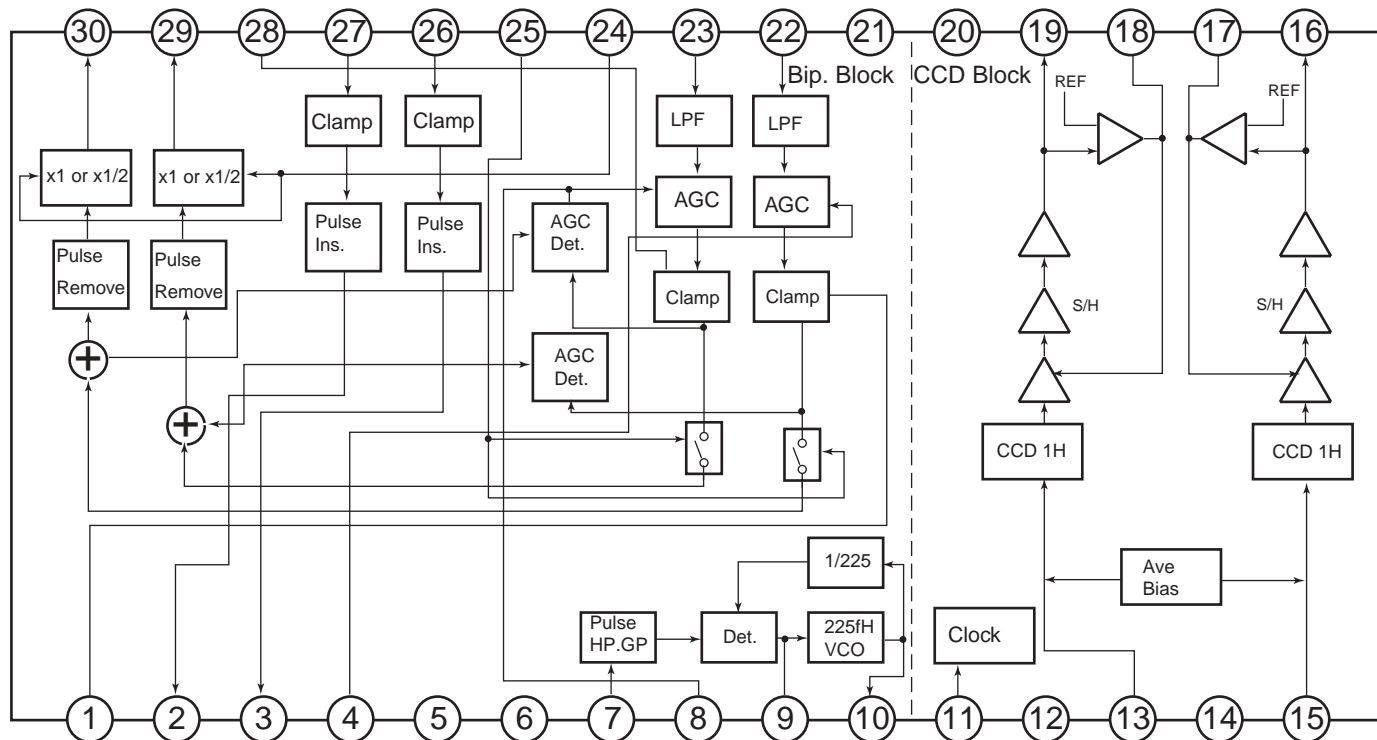 30 29 28 27 26 25 24 23 22 21 20 19 18 17 16
Bip. Block CCD Block
REF
REF
Clamp
Clamp
LPF
LPF
x1 or x1/2
x1 or x1/2
Pulse
Ins.
Pulse
Ins.
AGC
Det.
AGC
AGC
Pulse
Remove
Pulse
Remove
Clamp
Clamp
S/H
S/H
+
AGC
Det.
+
CCD 1H
CCD 1H
1/225
Ave
Bias
Pulse
HP.GP
Det.
225fH
VCO
Clock
1 2 3 4 5 6 7 8 9 10 11 12 13 14 15